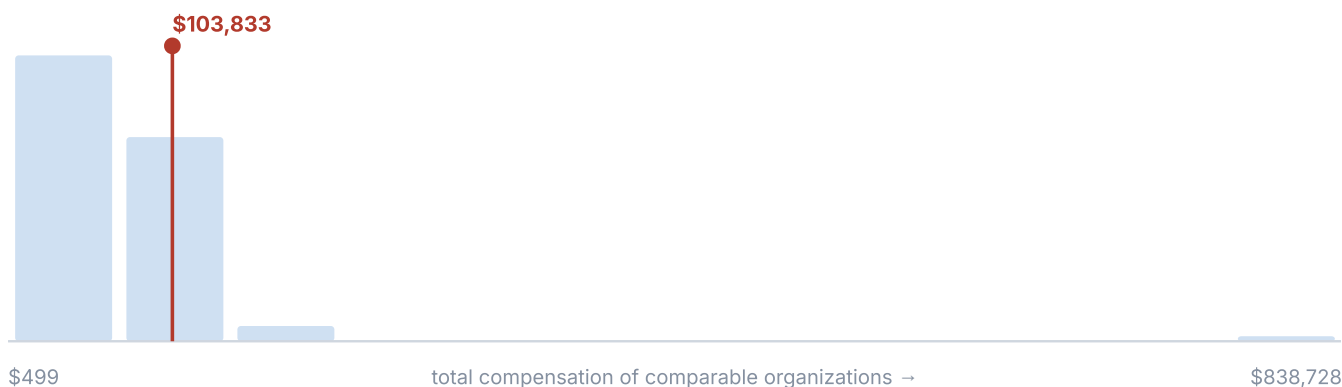 $103,833
$499 total compensation of comparable organizations → $838,728